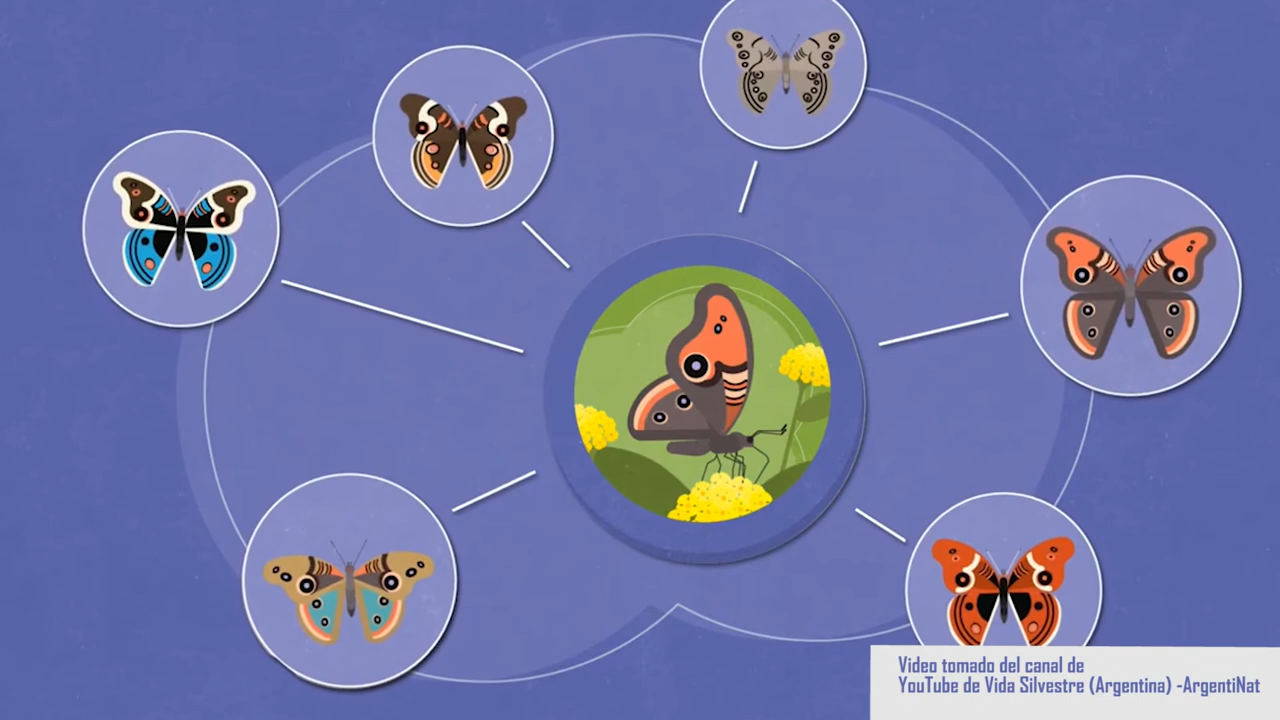 Video tomado del canal de
YouTube de Vida Silvestre (Argentina) -ArgentiNat